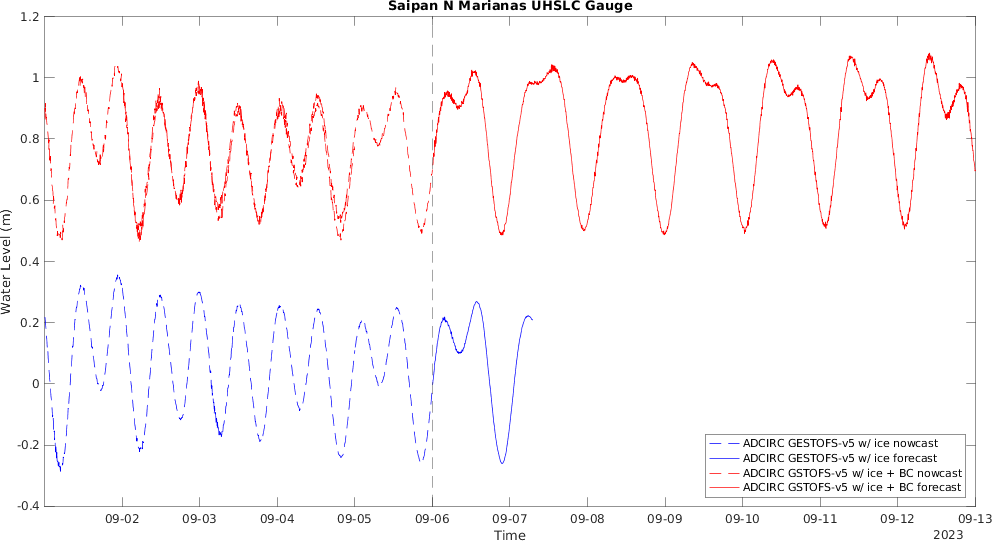 Saipan N Marianas UHSLC Gauge
1.2
1
0.8
0.6
0.4
0.2
0
-0.2
-0.4
Water Level (m)
ADCIRC GESTOFS-v5 w/ ice nowcast
ADCIRC GESTOFS-v5 w/ ice forecast
ADCIRC GSTOFS-v5 w/ ice + BC nowcast
ADCIRC GSTOFS-v5 w/ ice + BC forecast
09-02 09-03 09-04 09-05 09-06 09-07 09-08 09-09 09-10 09-11 09-12 09-13
Time
2023